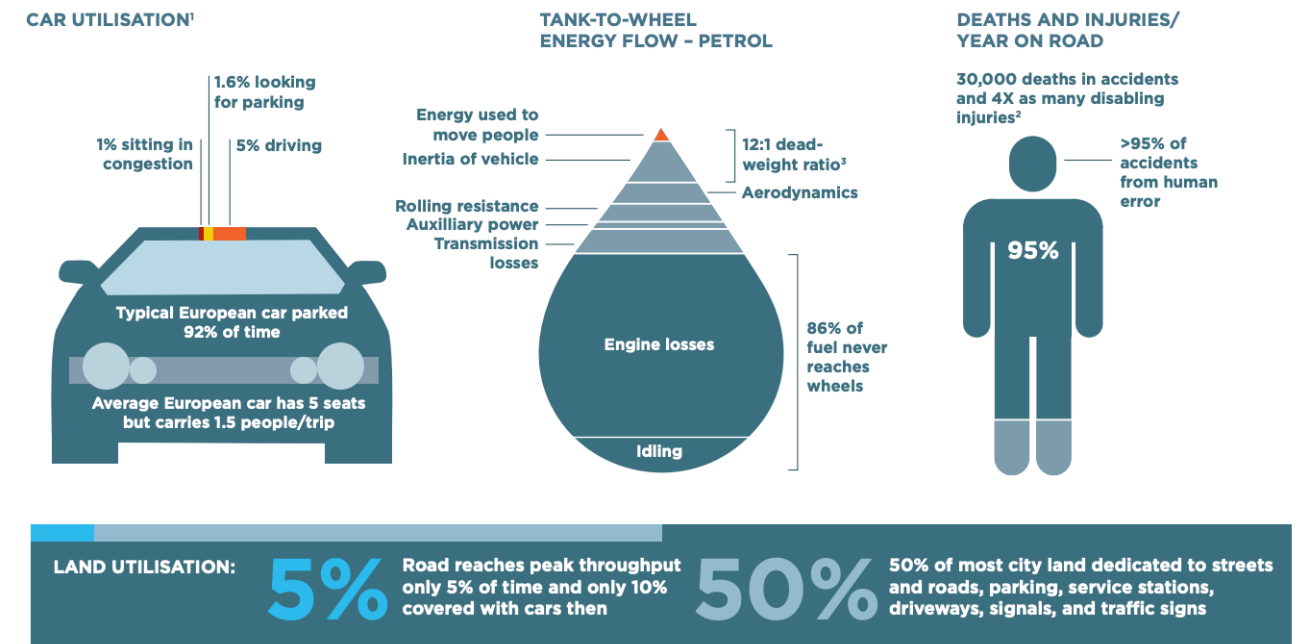 CAR UTILISATION¹
1.6% looking
for parking
1% sitting in
congestion
5% driving
Typical European car parked
92% of time
Average European car has 5 seats
but carries 1.5 people/trip
TANK-TO-WHEEL
ENERGY FLOW – PETROL
Energy used to
move people
Inertia of vehicle
12:1 dead-
weight ratio³
Aerodynamics
Rolling resistance
Auxilliary power
Transmission
losses
Engine losses
86% of
fuel never
reaches
wheels
Idling
DEATHS AND INJURIES/
YEAR ON ROAD
30,000 deaths in accidents
and 4X as many disabling
injuries²
>95% of
accidents
from human
error
95%
LAND UTILISATION:
5%
Road reaches peak throughput
only 5% of time and only 10%
covered with cars then
50%
50% of most city land dedicated to streets
and roads, parking, service stations,
driveways, signals, and traffic signs